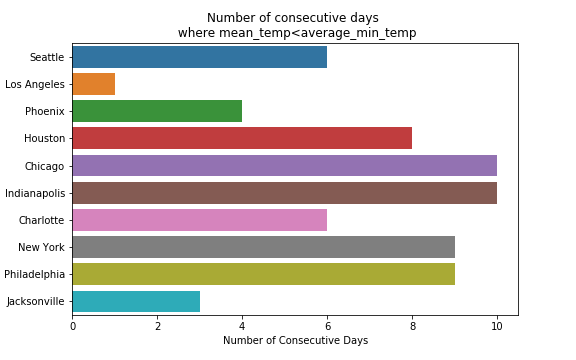 Number of consecutive days
where mean_temp<average_min_temp
Seattle
Los Angeles
Phoenix
Houston
Chicago
Indianapolis
Charlotte
New York
Philadelphia
Jacksonville
0 2 4 6 8 10
Number of Consecutive Days